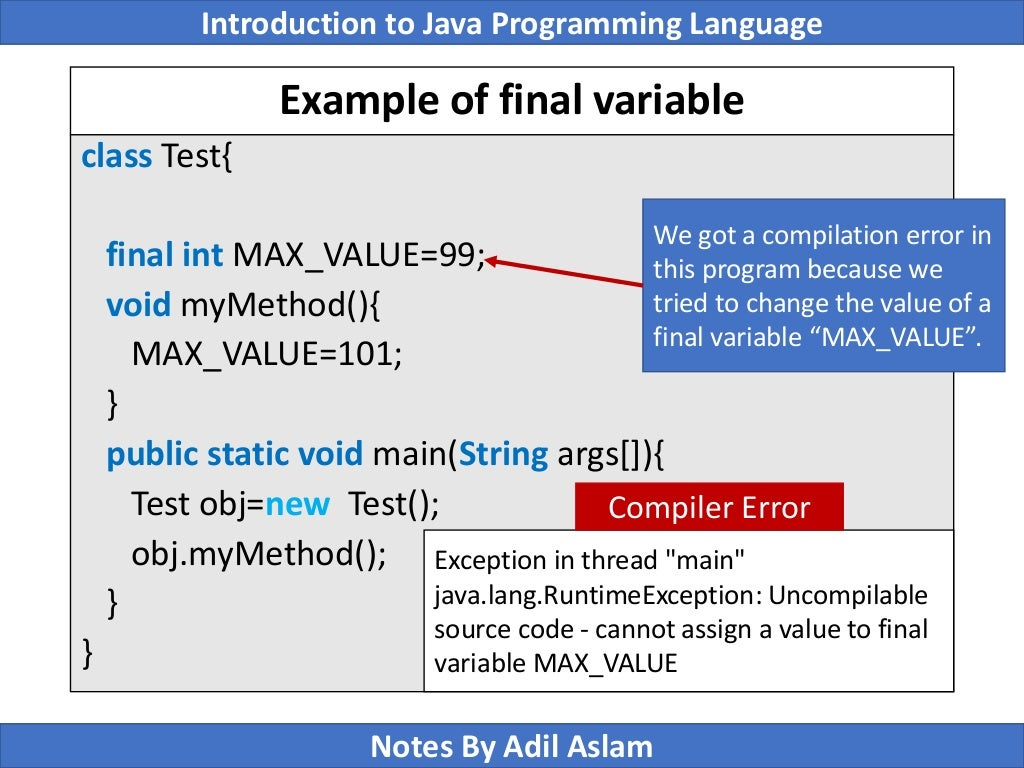 Introduction to Java Programming Language
Example of final variable
class Test{
final int MAX_VALUE=99;
void myMethod(){
MAX_VALUE=101;
}
public static void main(String args[]){
Test obj=new  Test();
obj.myMethod();
}
}
We got a compilation error in
this program because we
tried to change the value of a
final variable “MAX_VALUE”.
Compiler Error
Exception in thread "main"
java.lang.RuntimeException: Uncompilable
source code - cannot assign a value to final
variable MAX_VALUE
Notes By Adil Aslam